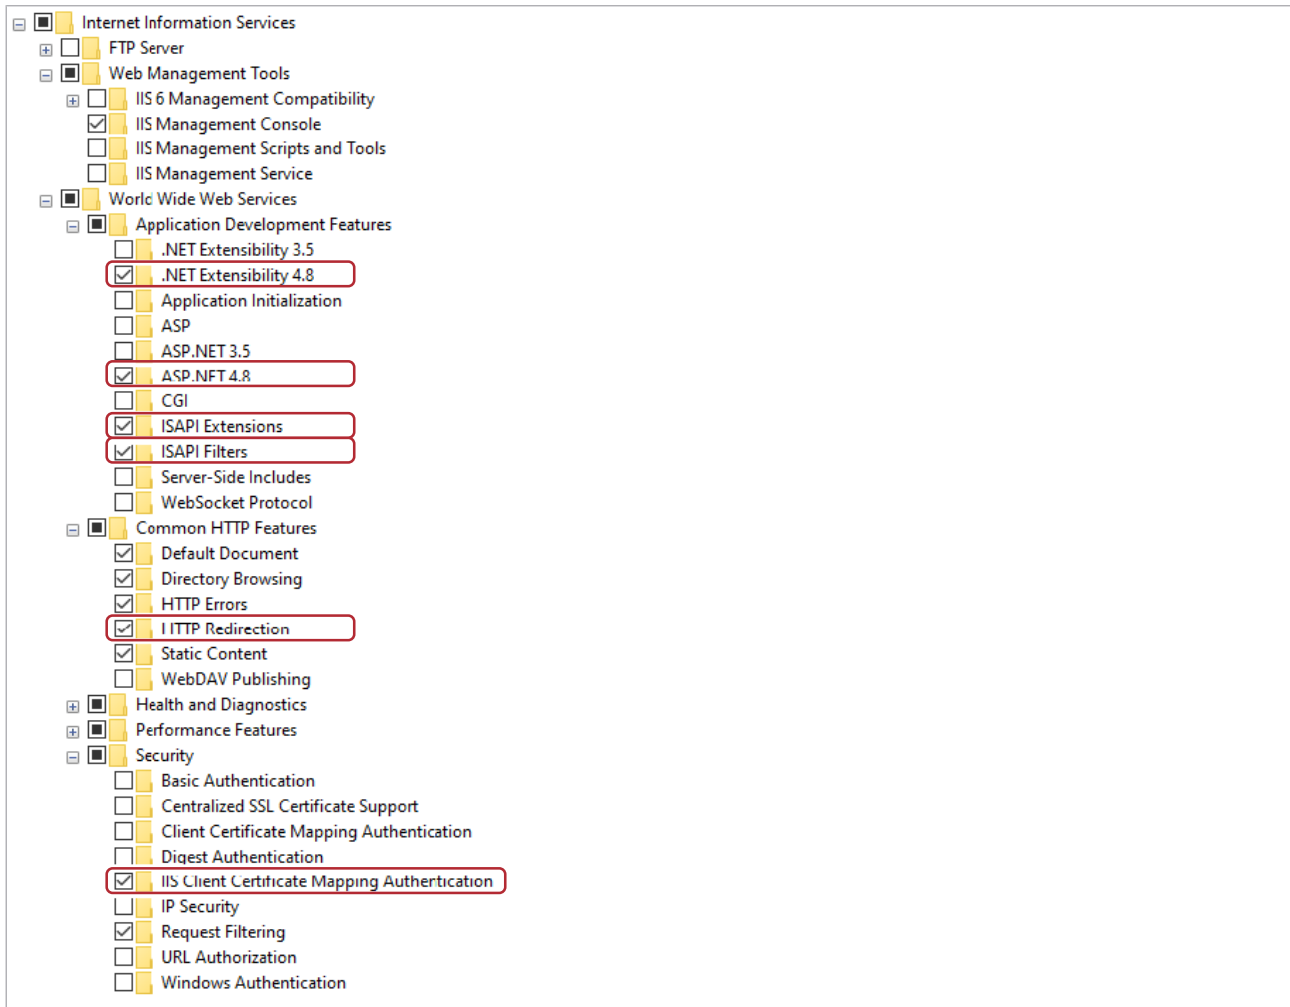 Internet Information Services
FTP Server
Web Management Tools
IIS 6 Management Compatibility
IIS Management Console
IIS Management Scripts and Tools
IIS Management Service
World Wide Web Services
Application Development Features
.NET Extensibility 3.5
.NET Extensibility 4.8
Application Initialization
ASP
ASP.NET 3.5
ASP.NET 4.8
CGI
ISAPI Extensions
ISAPI Filters
Server-Side Includes
WebSocket Protocol
Common HTTP Features
Default Document
Directory Browsing
HTTP Errors
HTTP Redirection
Static Content
WebDAV Publishing
Health and Diagnostics
Performance Features
Security
Basic Authentication
Centralized SSL Certificate Support
Client Certificate Mapping Authentication
Digest Authentication
IIS Client Certificate Mapping Authentication
IP Security
Request Filtering
URL Authorization
Windows Authentication